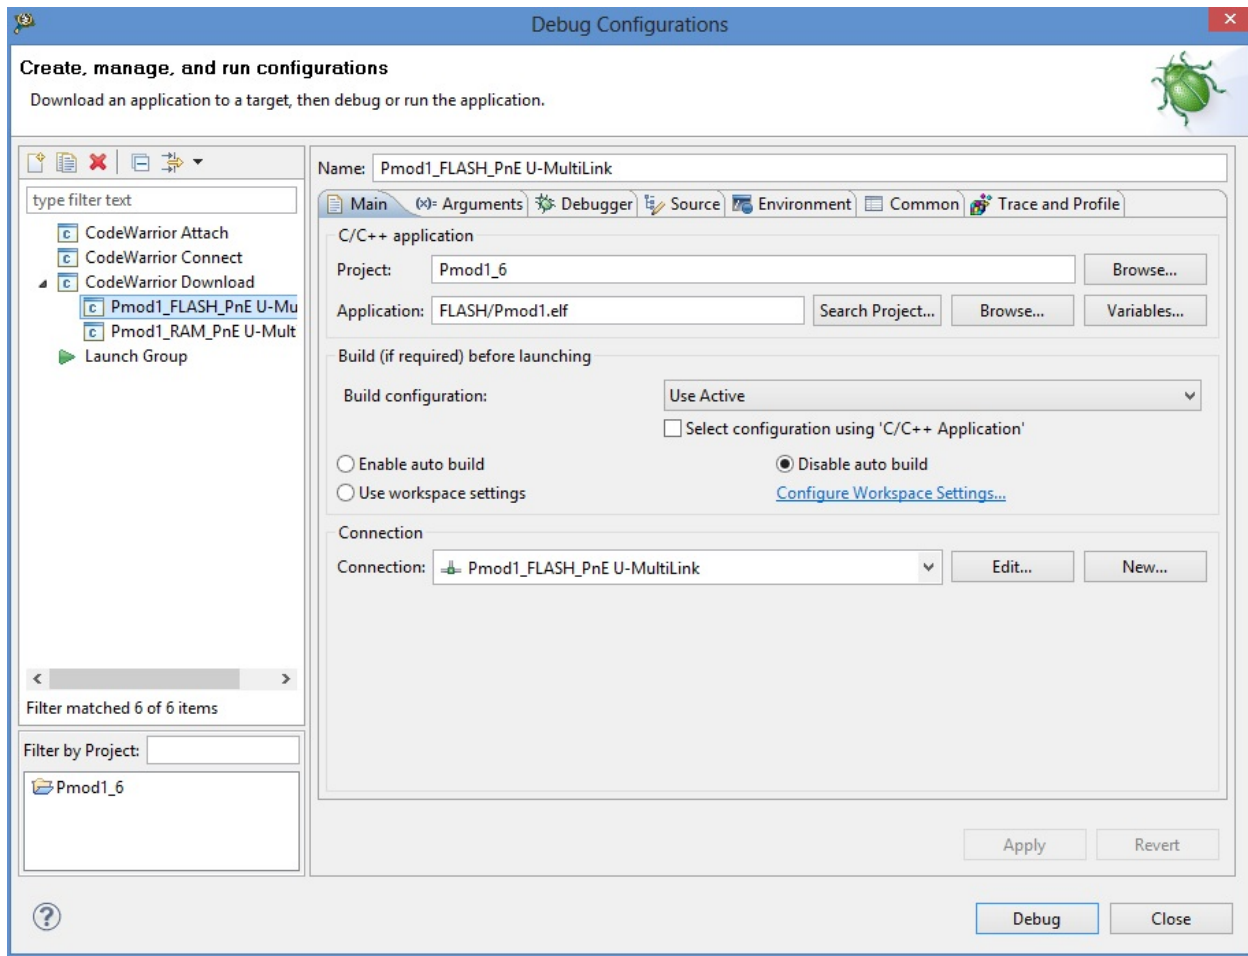 Debug Configurations
Create, manage, and run configurations
Download an application to a target, then debug or run the application.
type filter text
CodeWarrior Attach
CodeWarrior Connect
CodeWarrior Download
Pmod1_FLASH_PnE U-Mu
Pmod1_RAM_PnE U-Mult
Launch Group
Filter matched 6 of 6 items
Filter by Project:
Pmod1_6
Name: Pmod1_FLASH_PnE U-MultiLink
Main (x)= Arguments Debugger Source Environment Common Trace and Profile
C/C++ application
Project: Pmod1_6 Browse...
Application: FLASH/Pmod1.elf Search Project... Browse... Variables...
Build (if required) before launching
Build configuration: Use Active
Select configuration using 'C/C++ Application'
Enable auto build Disable auto build
Use workspace settings Configure Workspace Settings...
Connection
Connection: Pmod1_FLASH_PnE U-MultiLink Edit... New...
Apply Revert
Debug Close